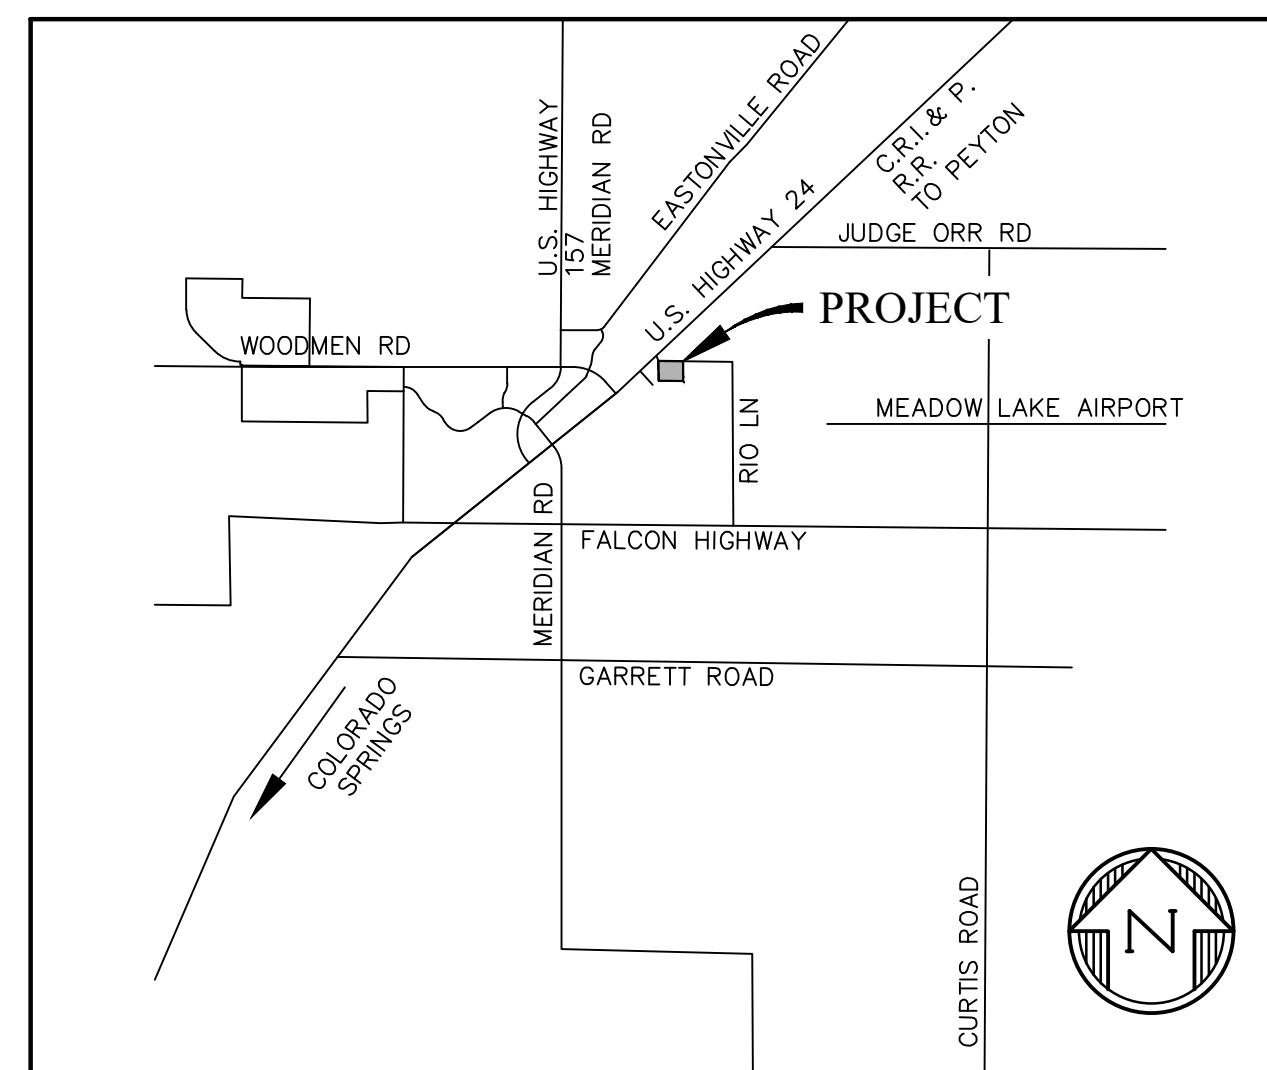 U.S. HIGHWAY
157
MERIDIAN RD
EASTONVILLE ROAD
U.S. HIGHWAY 24
C.R.I. & P.
R.R.
TO PEYTON
JUDGE ORR RD
PROJECT
WOODMEN RD
RIO LN
MEADOW LAKE AIRPORT
MERIDIAN RD
FALCON HIGHWAY
GARRETT ROAD
COLORADO
SPRINGS
CURTIS ROAD
N